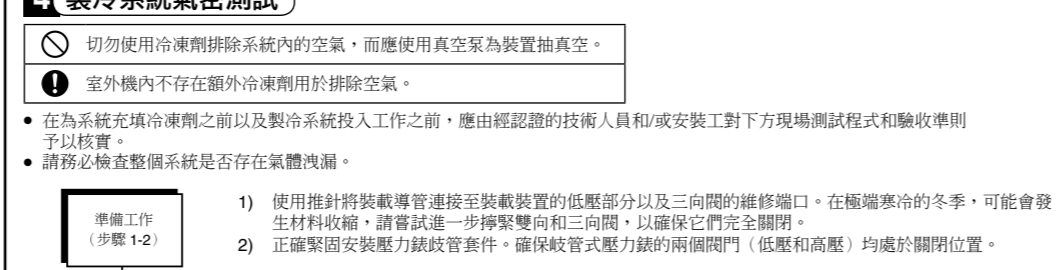 4 製冷系統氣密測試
切勿使用冷凍劑排除系統內的空氣，而應使用真空泵為裝置抽真空。
室外機內不存在額外冷凍劑用於排除空氣。
● 在為系統充填冷凍劑之前以及製冷系統投入工作之前，應由經認證的技術人員和/或安裝工對下方現場測試程式和驗收準則
予以核實。
● 請務必檢查整個系統是否存在氣體洩漏。
準備工作
（步驟 1-2）
1) 使用推針將裝載導管連接至裝載裝置的低壓部分以及三向閥的維修端口。在極端寒冷的冬季，可能會發
生材料收縮，請嘗試進一步擰緊雙向和三向閥，以確保它們完全關閉。
2) 正確緊固安裝壓力錶歧管套件。確保岐管式壓力錶的兩個閥門（低壓和高壓）均處於關閉位置。